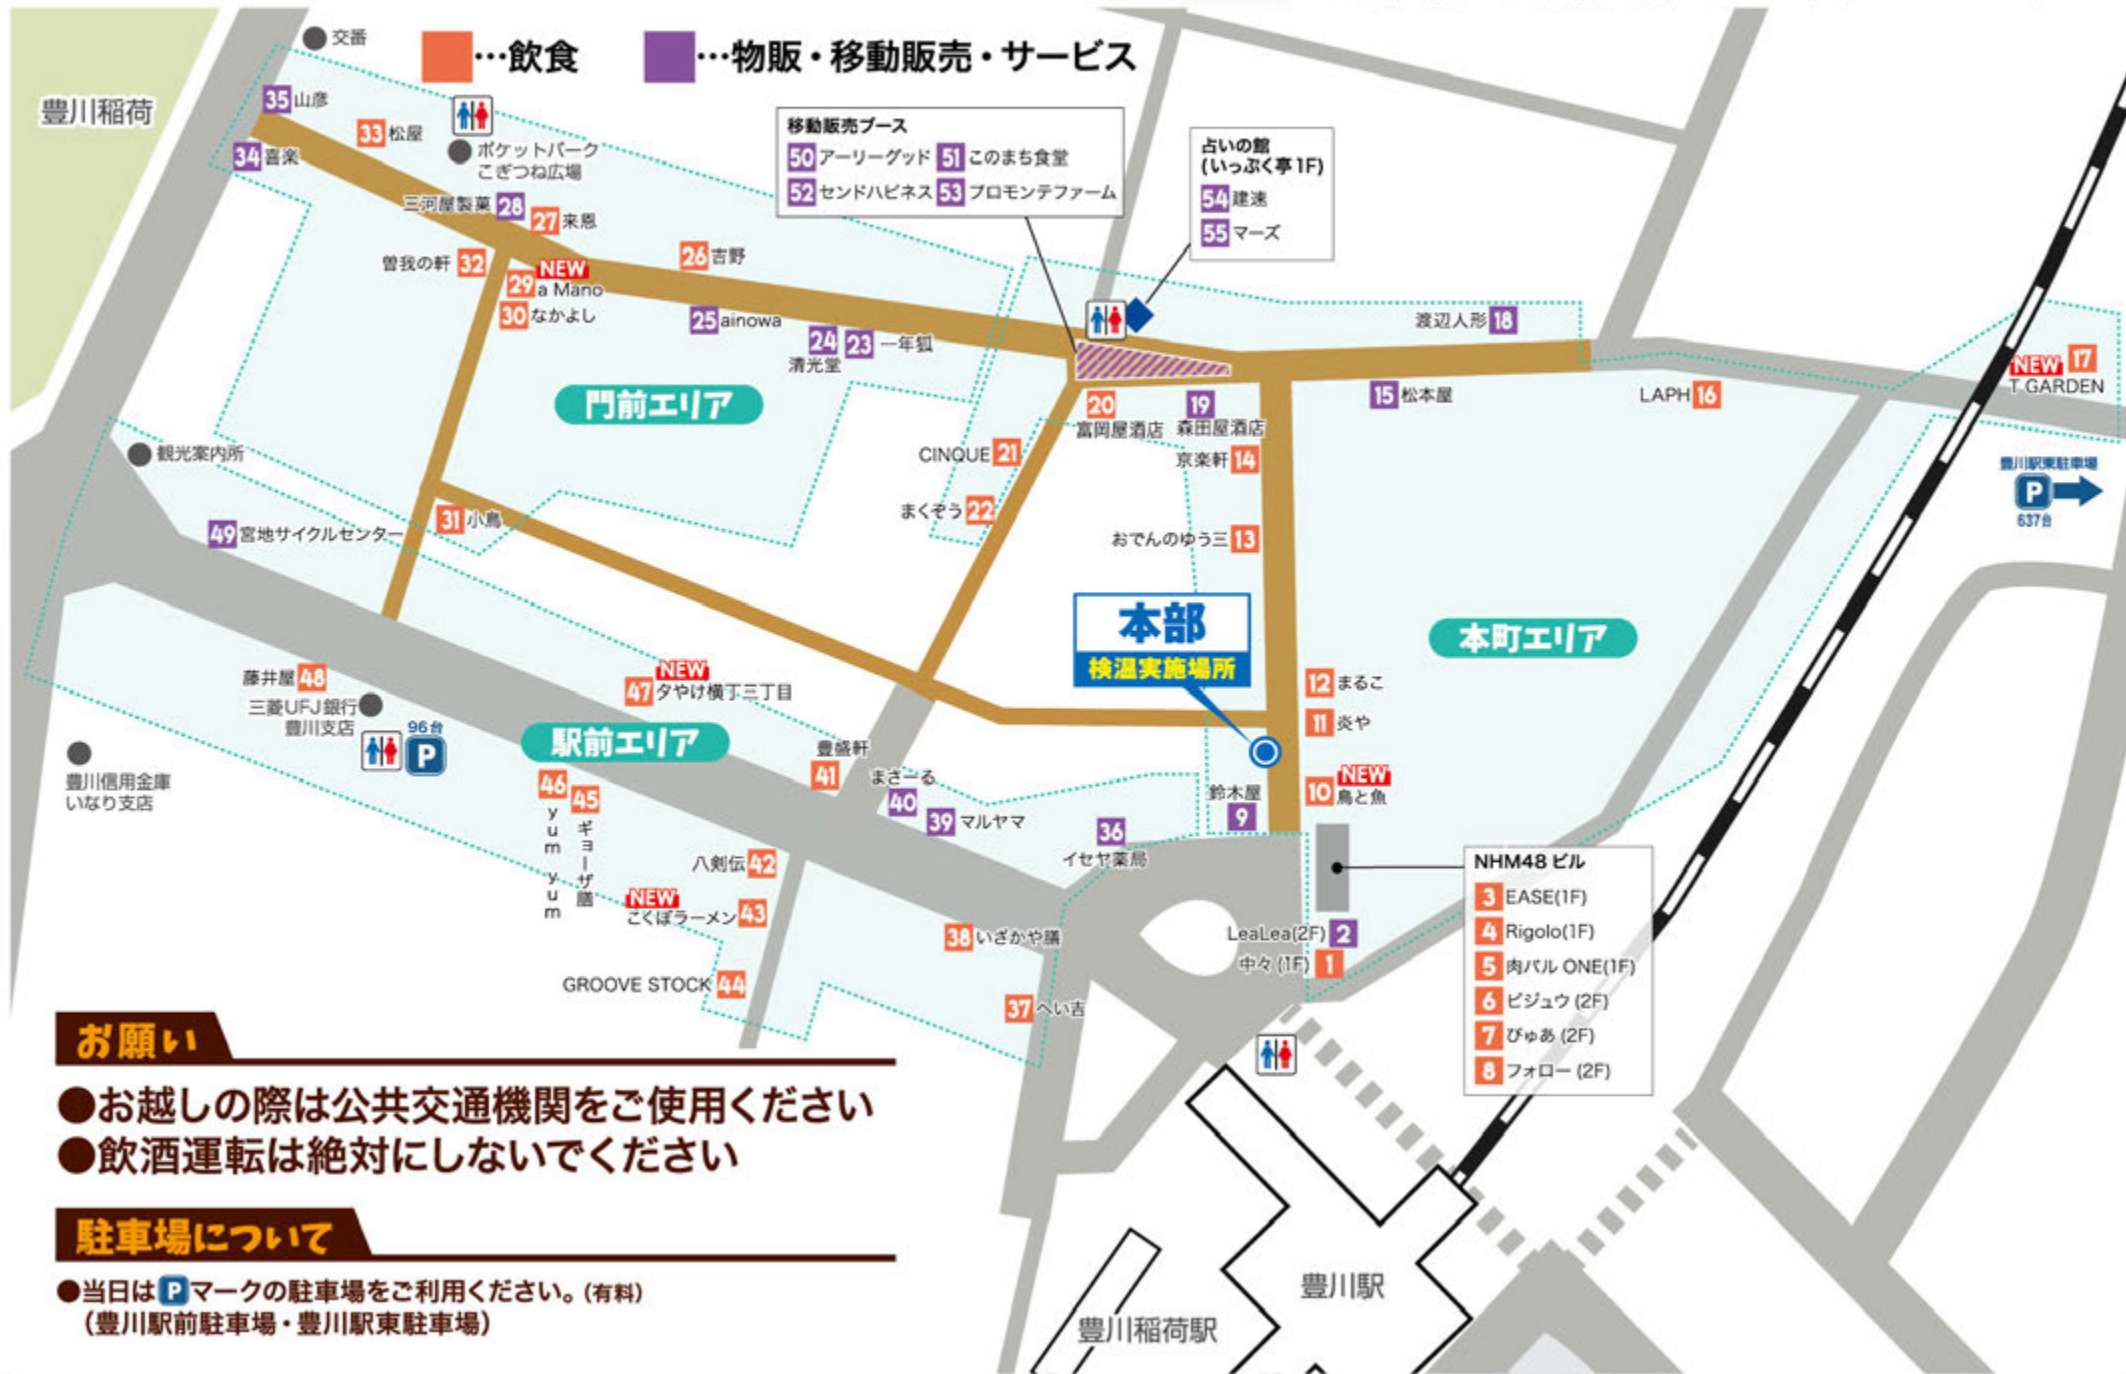 交番
…飲食
…物販・移動販売・サービス
豊川稲荷
35 山彦
33 松屋
34 喜楽
ポケットパーク
こぎつね広場
三河屋製菓 28
27 来恩
曽我の軒 32
NEW
29 a Mano
30 なかよし
26 吉野
25 ainowa
24
清光堂
23 一年狐
門前エリア
移動販売ブース
50 アーリーグッド 51 このまち食堂
52 センドハピネス 53 プロモンテファーム
占いの館
(いっぷく亭1F)
54 建速
55 マーズ
渡辺人形 18
15 松本屋
LAPH 16
NEW 17
T GARDEN
豊川駅東駐車場
P
637台
20
富岡屋酒店
19
森田屋酒店
CINQUE 21
京楽軒 14
まくぞう 22
おでんのゆう三 13
観光案内所
49 宮地サイクルセンター
31 小鳥
本部
検温実施場所
本町エリア
12 まるこ
11 炎や
NEW
10 鳥と魚
鈴木屋
9
藤井屋 48
三菱UFJ銀行
豊川支店
96台
P
豊川信用金庫
いなり支店
NEW
47 夕やけ横丁三丁目
駅前エリア
46
yum yum
45
ギョーザ膳
豊盛軒
41
まさーる
40
39 マルヤマ
36
イセヤ薬局
八剣伝 42
NEW
こくぼラーメン 43
GROOVE STOCK 44
38 いざかや膳
37 へい吉
LeaLea(2F) 2
中々(1F) 1
NHM48 ビル
3 EASE(1F)
4 Rigolo(1F)
5 肉バル ONE(1F)
6 ビジュウ (2F)
7 ぴゅあ (2F)
8 フォロー (2F)
豊川駅
豊川稲荷駅
お願い
●お越しの際は公共交通機関をご使用ください
●飲酒運転は絶対にしないでください
駐車場について
●当日はPマークの駐車場をご利用ください。(有料)
(豊川駅前駐車場・豊川駅東駐車場)